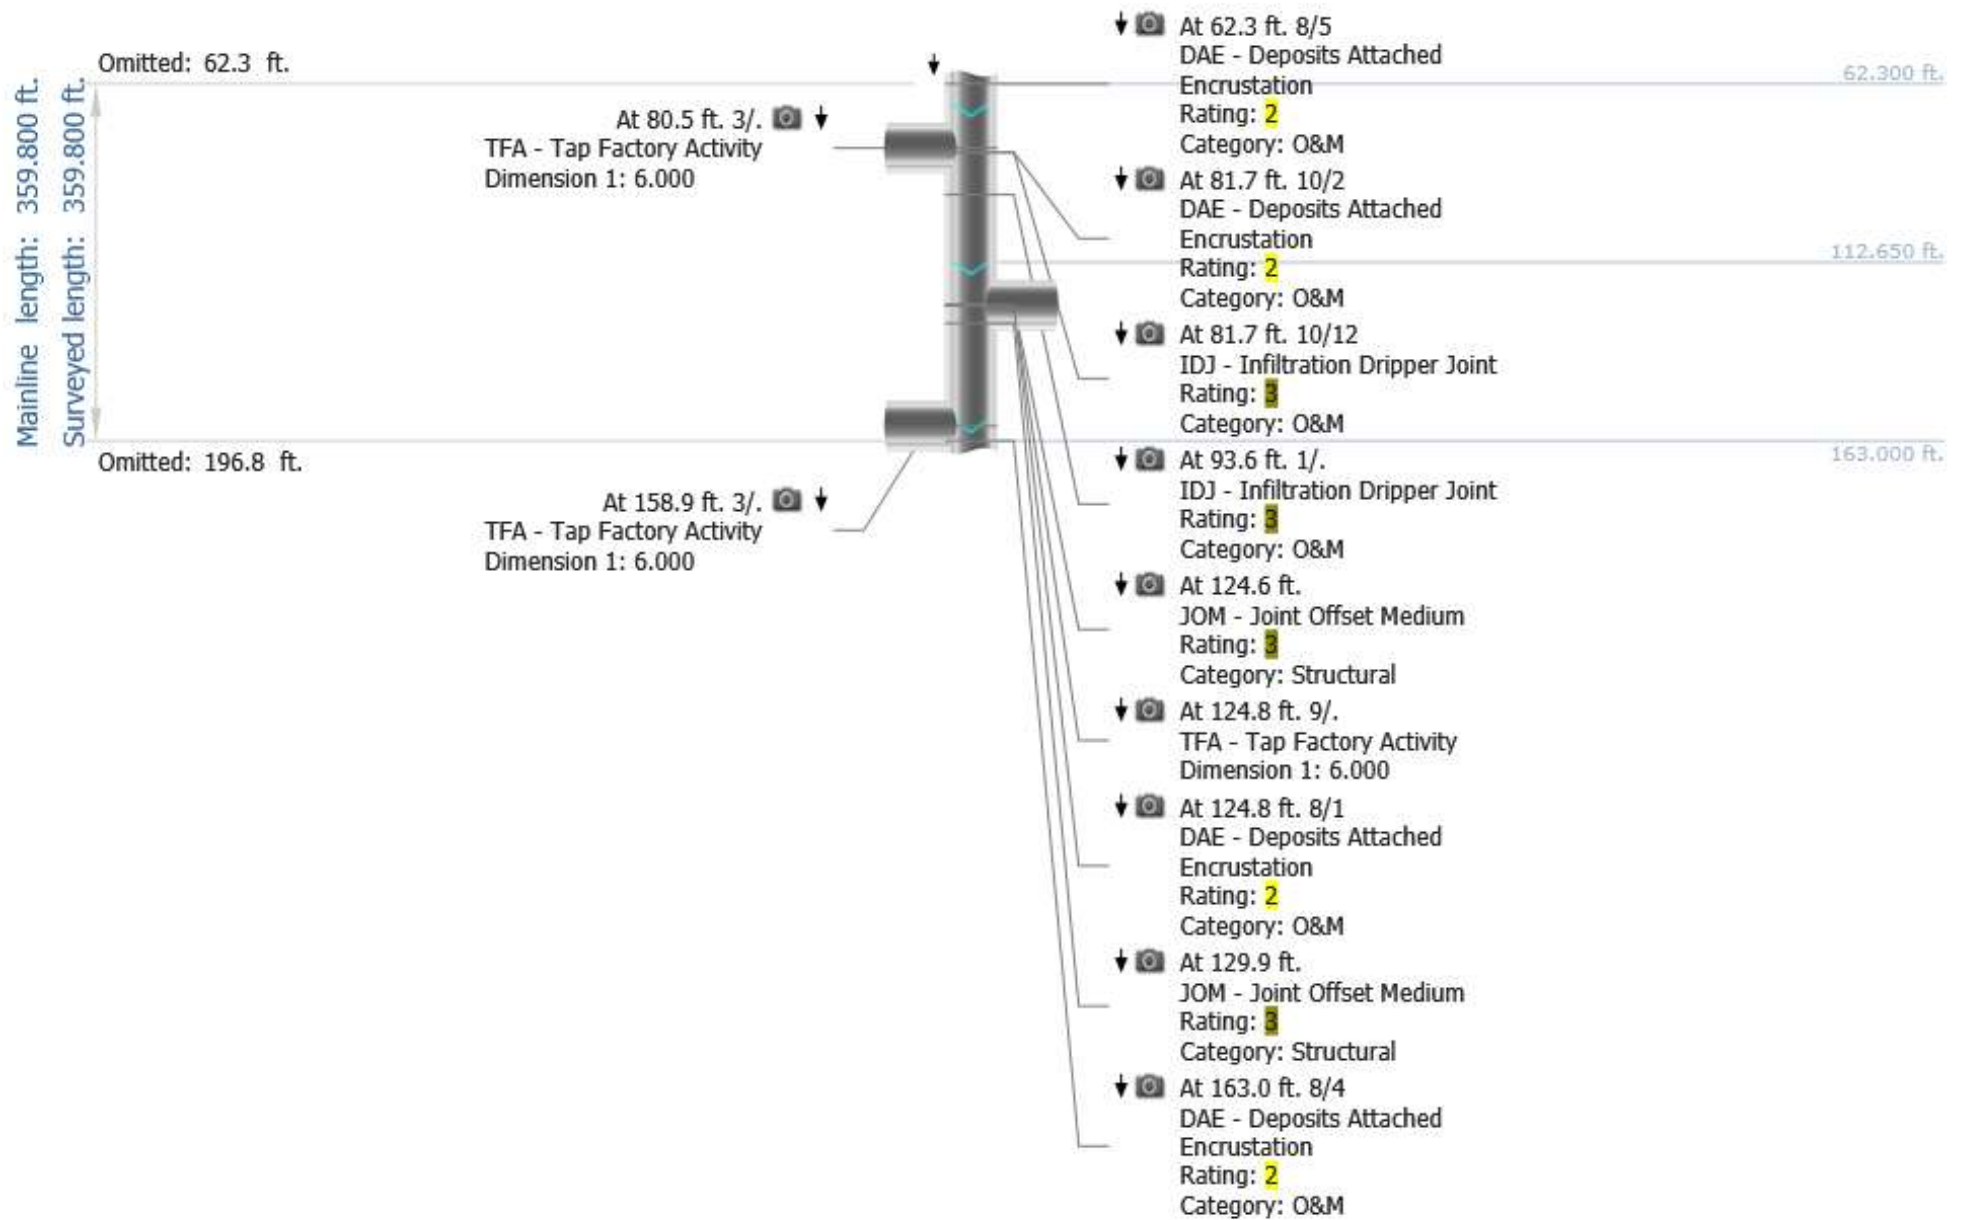 Mainline length: 359.800 ft.
Surveyed length: 359.800 ft.
Omitted: 62.3 ft.
At 80.5 ft. 3/.
TFA - Tap Factory Activity
Dimension 1: 6.000
Omitted: 196.8 ft.
At 158.9 ft. 3/.
TFA - Tap Factory Activity
Dimension 1: 6.000
At 62.3 ft. 8/5
DAE - Deposits Attached
Encrustation
Rating: 2
Category: O&M
At 81.7 ft. 10/2
DAE - Deposits Attached
Encrustation
Rating: 2
Category: O&M
At 81.7 ft. 10/12
IDJ - Infiltration Dripper Joint
Rating: 3
Category: O&M
At 93.6 ft. 1/.
IDJ - Infiltration Dripper Joint
Rating: 3
Category: O&M
At 124.6 ft.
JOM - Joint Offset Medium
Rating: 3
Category: Structural
At 124.8 ft. 9/.
TFA - Tap Factory Activity
Dimension 1: 6.000
At 124.8 ft. 8/1
DAE - Deposits Attached
Encrustation
Rating: 2
Category: O&M
At 129.9 ft.
JOM - Joint Offset Medium
Rating: 3
Category: Structural
At 163.0 ft. 8/4
DAE - Deposits Attached
Encrustation
Rating: 2
Category: O&M
62.300 ft.
112.650 ft.
163.000 ft.